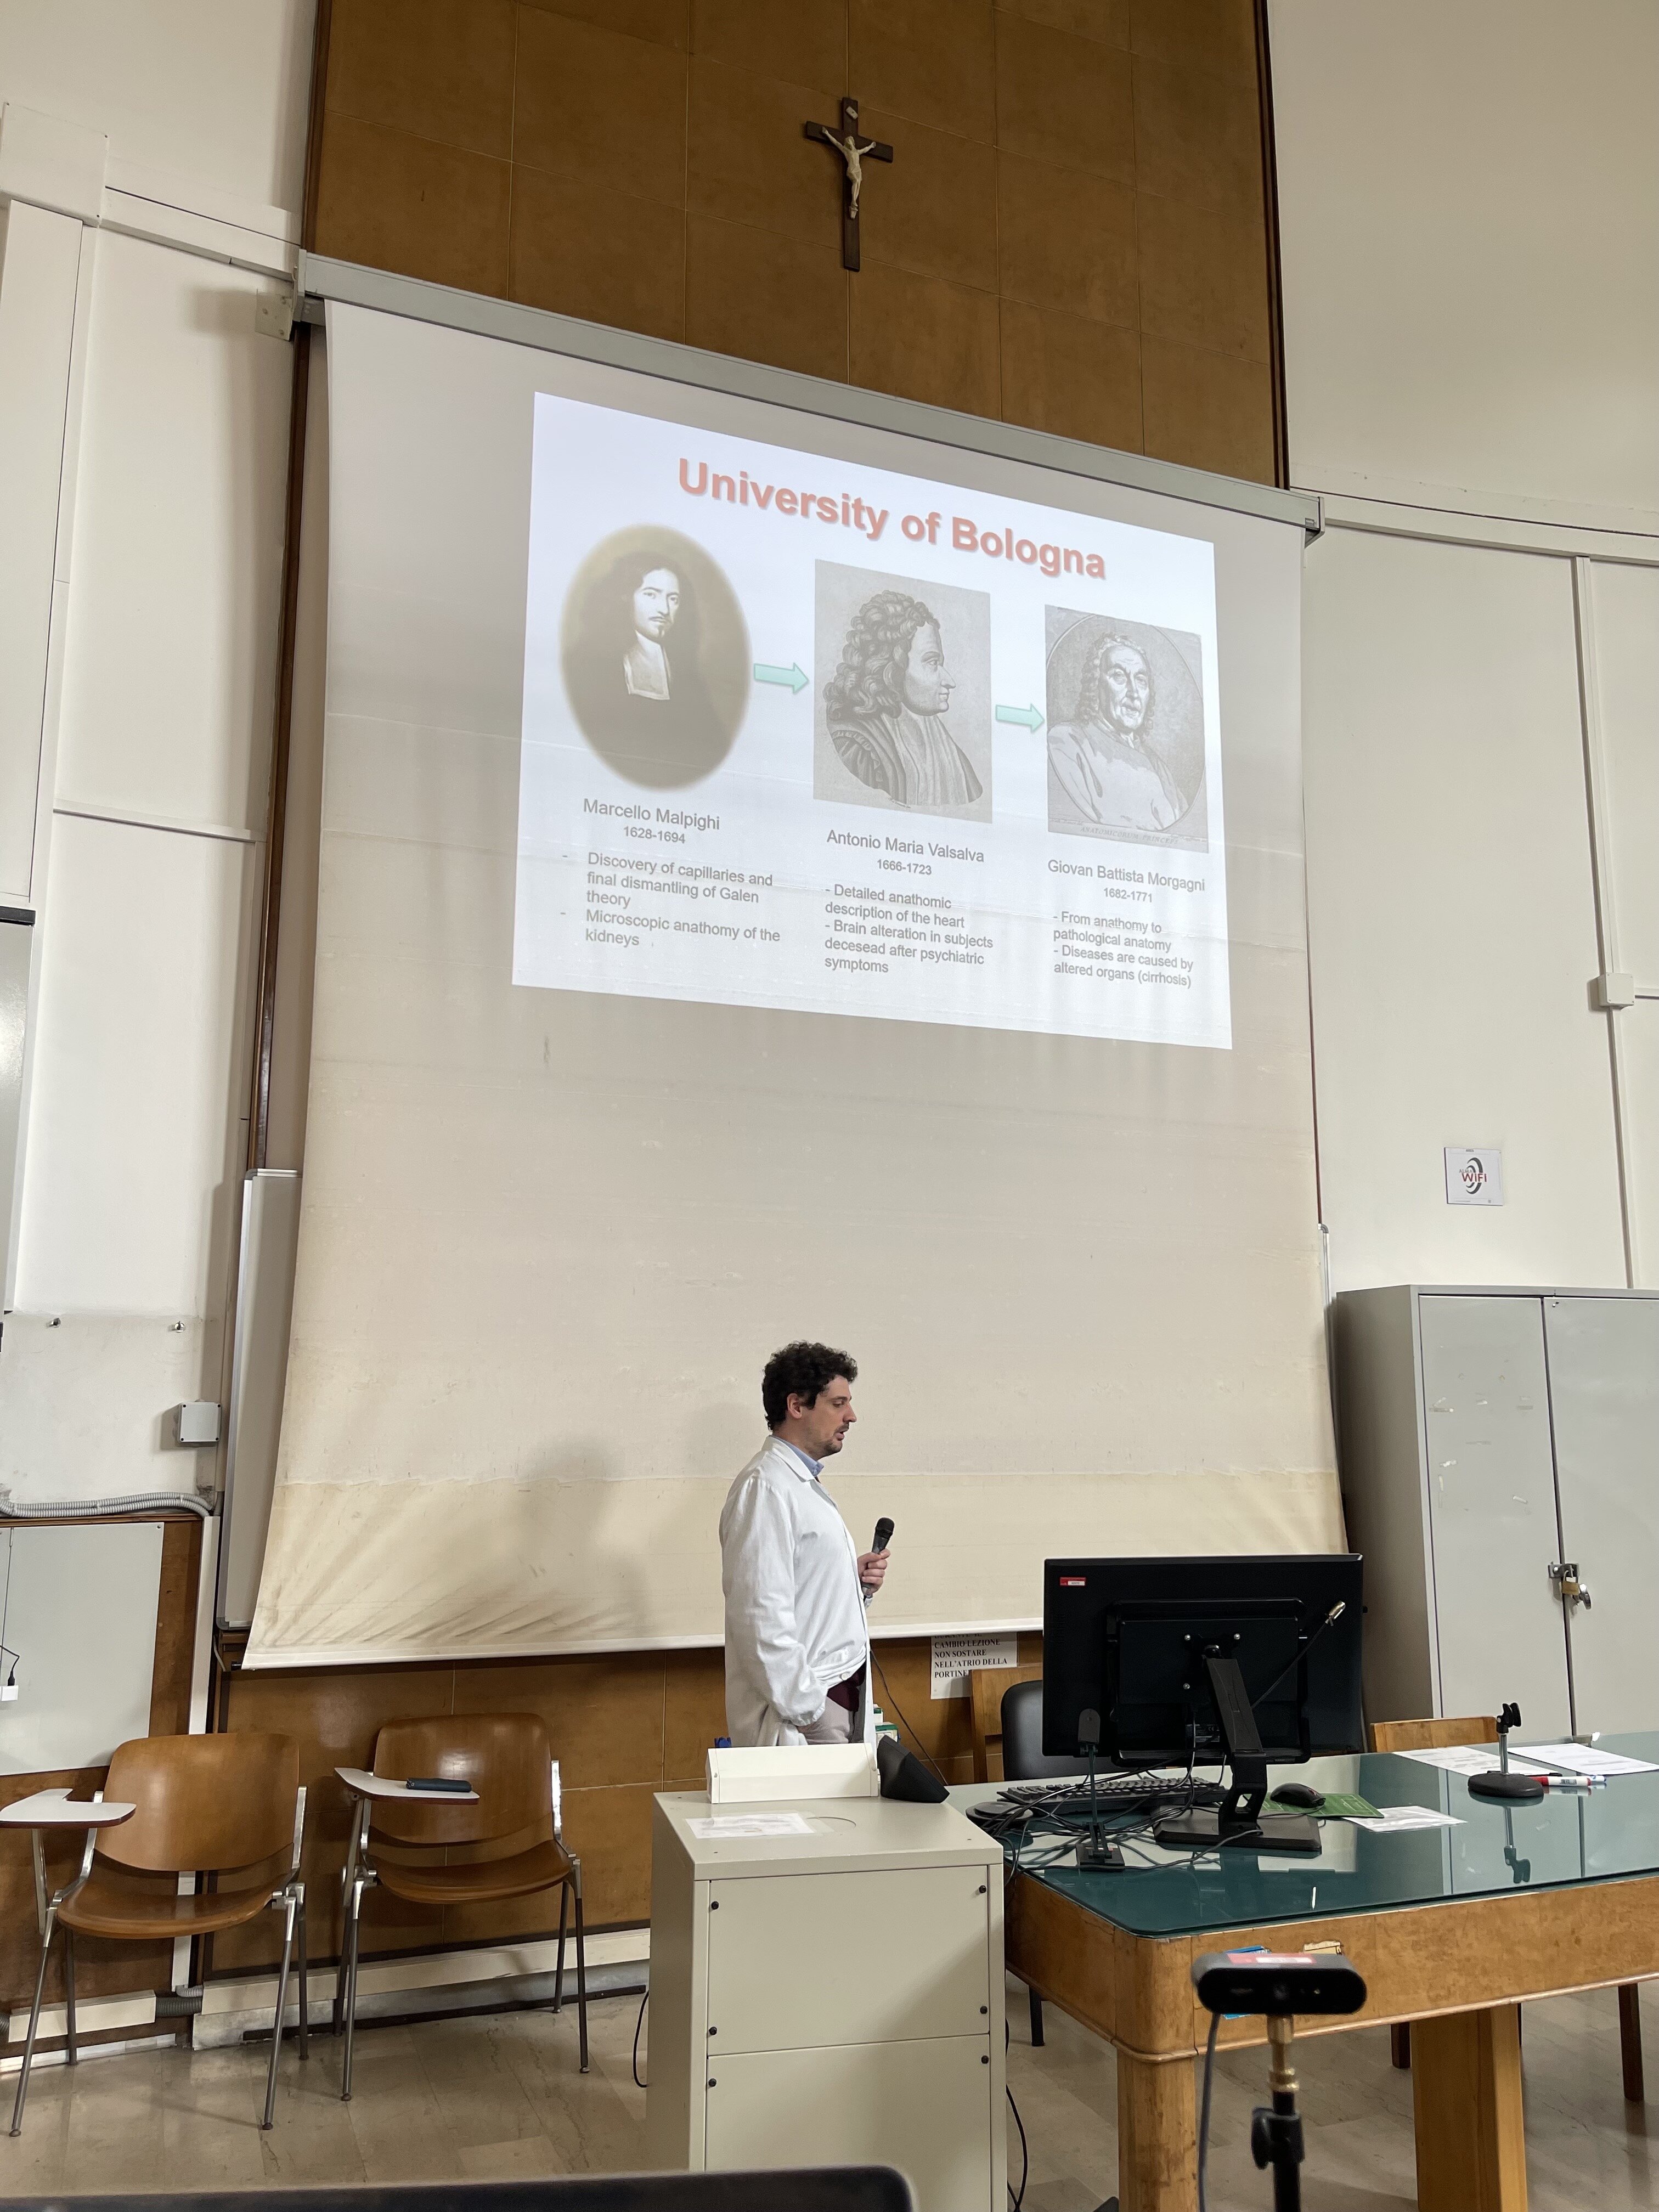 University of Bologna
Marcello Malpighi
1628-1694
- Discovery of capillaries and
final dismantling of Galen
theory
- Microscopic anathomy of the
kidneys
Antonio Maria Valsalva
1666-1723
- Detailed anathomic
description of the heart
- Brain alteration in subjects
decesead after psychiatric
symptoms
Giovan Battista Morgagni
1682-1771
- From anathomy to
pathological anatomy
- Diseases are caused by
altered organs (cirrhosis)
WIFI
CAMBIO LEZIONE
NON SOSTARE
NELL'ATRIO DELLA